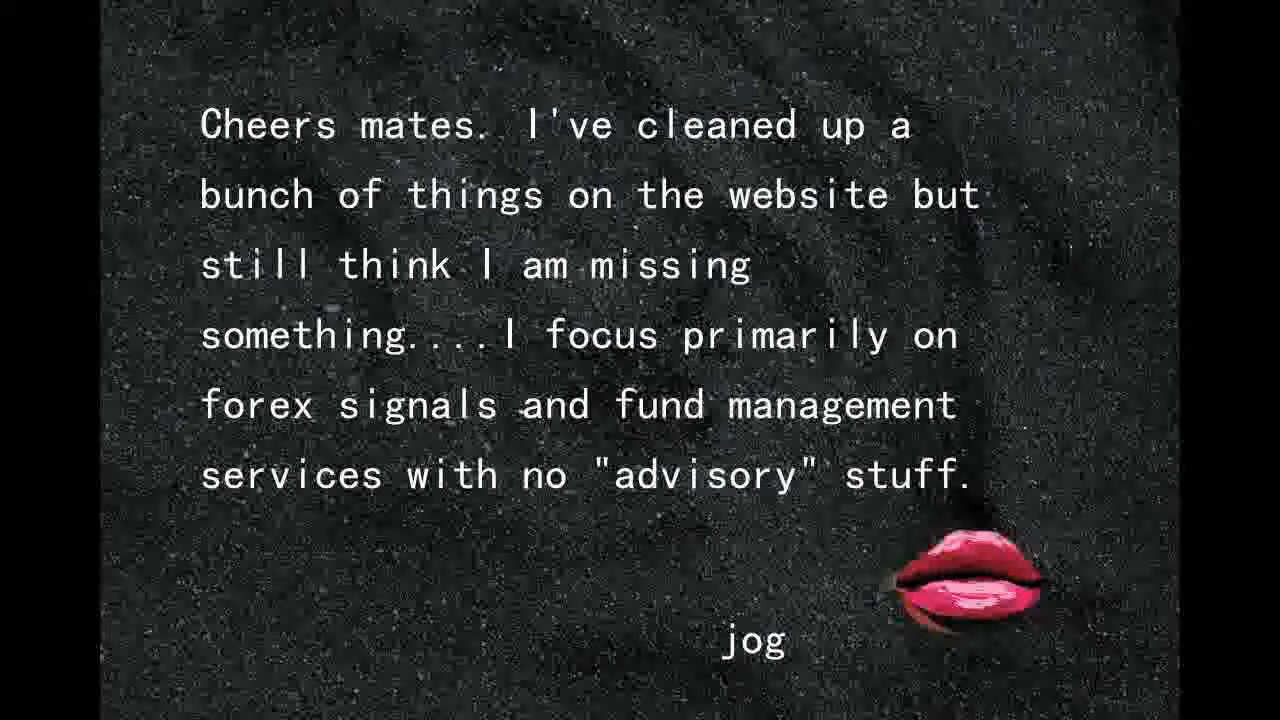 Cheers mates. I've cleaned up a
bunch of things on the website but
still think I am missing
something....I focus primarily on
forex signals and fund management
services with no "advisory" stuff.
jog